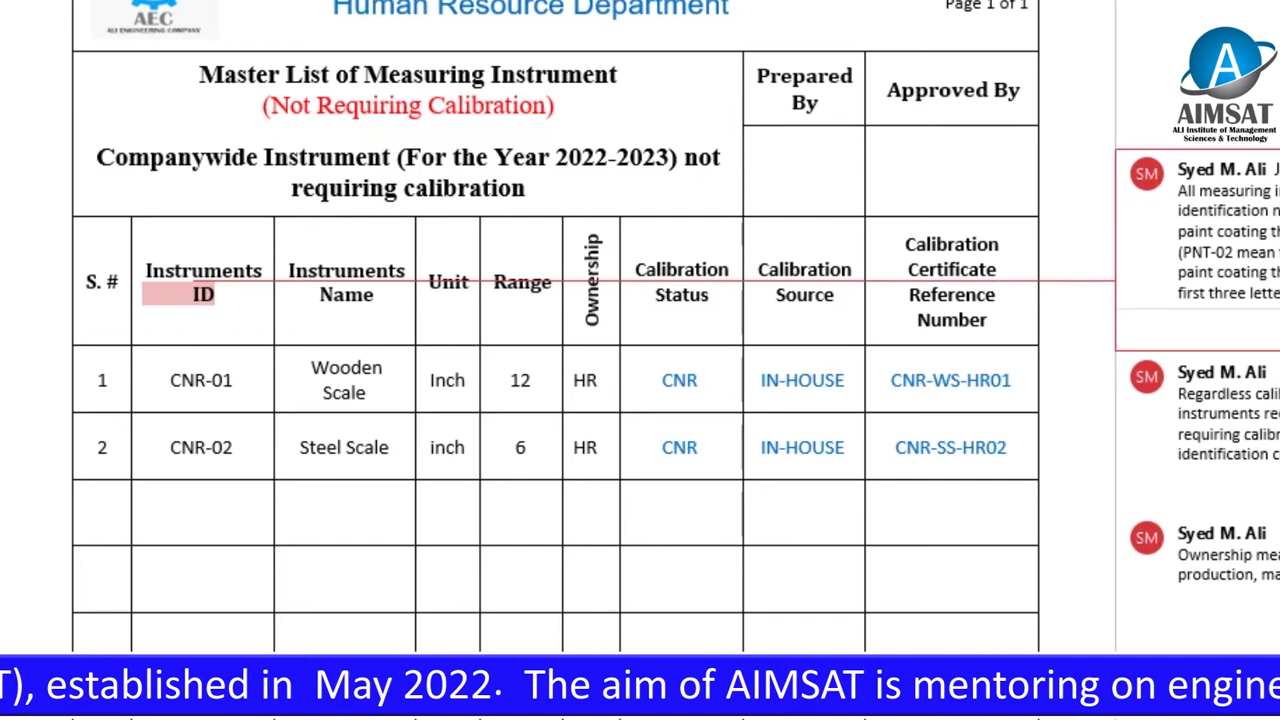 AEC
ALI ENGINEERING COMPANY
Human Resource Department
Page 1 of 1
Master List of Measuring Instrument
(Not Requiring Calibration)
Companywide Instrument (For the Year 2022-2023) not
requiring calibration
Prepared
By
Approved By
S. #
Instruments
ID
Instruments
Name
Unit
Range
Ownership
Calibration
Status
Calibration
Source
Calibration
Certificate
Reference
Number
1
CNR-01
Wooden
Scale
Inch
12
HR
CNR
IN-HOUSE
CNR-WS-HR01
2
CNR-02
Steel Scale
inch
6
HR
CNR
IN-HOUSE
CNR-SS-HR02
A
AIMSAT
ALI Institute of Management
Sciences & Technology
SM
Syed M. Ali J
All measuring i
identification n
paint coating th
(PNT-02 mean
paint coating th
first three lette
SM
Syed M. Ali
Regardless cali
instruments re
requiring calibr
identification c
SM
Syed M. Ali
Ownership mea
production, ma
T), established in May 2022. The aim of AIMSAT is mentoring on engine